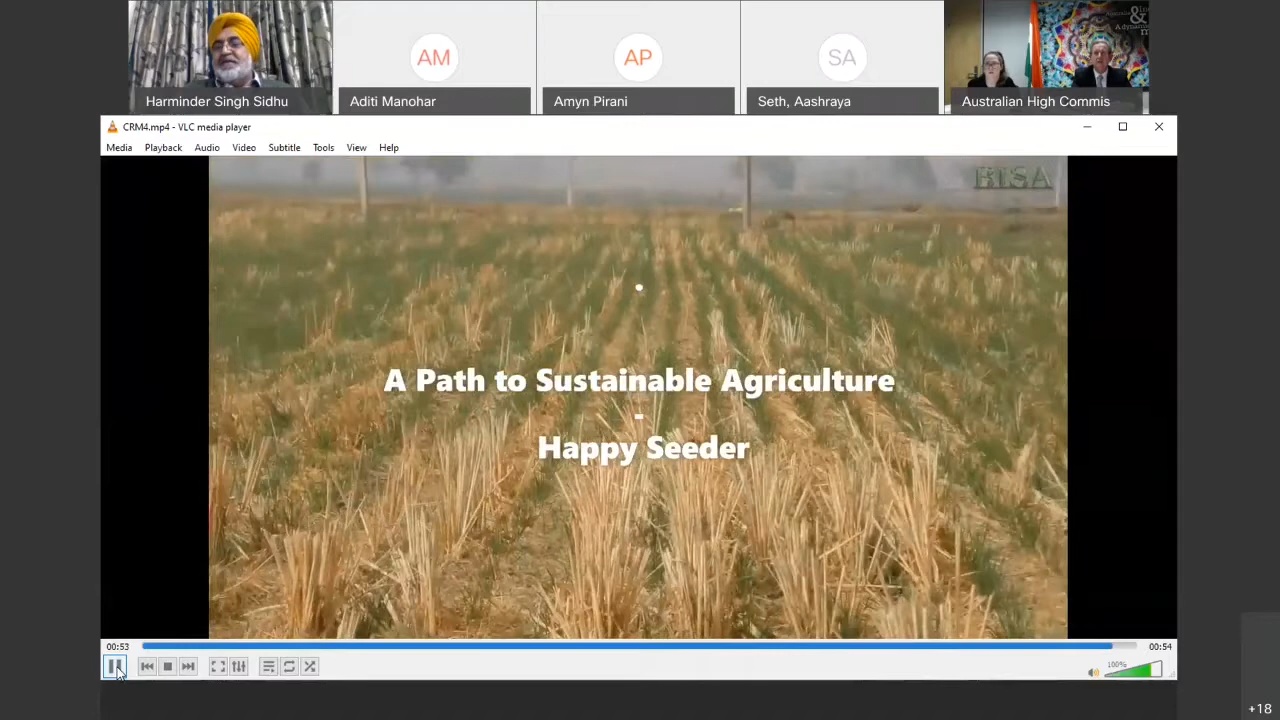 AM
AP
SA
&
Harminder Singh Sidhu
Aditi Manohar
Amyn Pirani
Seth, Aashraya
Australian High Commis
CRM4.mp4 - VLC media player
Media Playback Audio Video Subtitle Tools View Help
BISA
A Path to Sustainable Agriculture
-
Happy Seeder
00:53
00:54
100%
+18